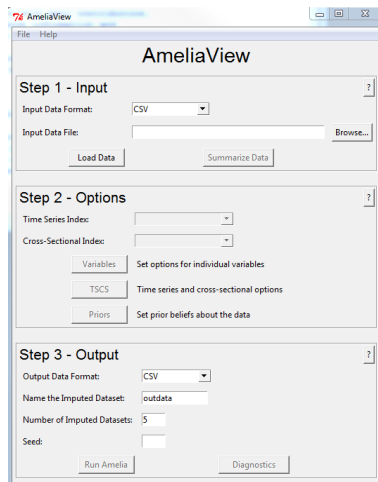 AmeliaView
File Help
AmeliaView
Step 1 - Input
?
Input Data Format: CSV
Input Data File: Browse...
Load Data Summarize Data
Step 2 - Options
?
Time Series Index:
Cross-Sectional Index:
Variables Set options for individual variables
TSCS Time series and cross-sectional options
Priors Set prior beliefs about the data
Step 3 - Output
?
Output Data Format: CSV
Name the Imputed Dataset: outdata
Number of Imputed Datasets: 5
Seed:
Run Amelia Diagnostics